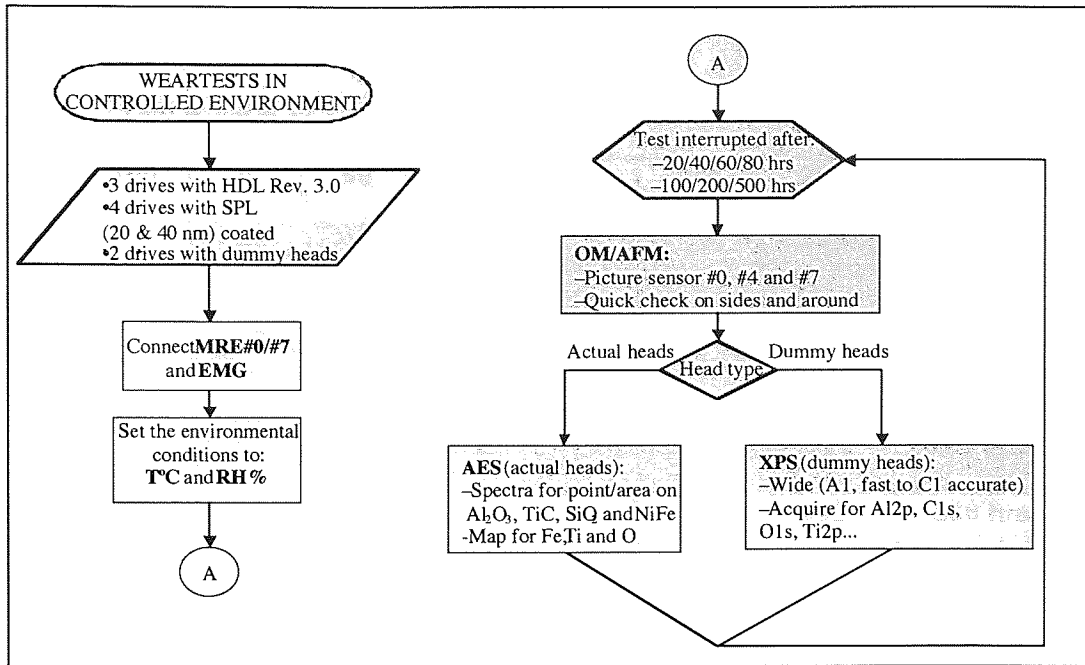 WEARTESTS IN
CONTROLLED ENVIRONMENT
•3 drives with HDL Rev. 3.0
•4 drives with SPL
(20 & 40 nm) coated
•2 drives with dummy heads
Connect MRE#0/#7
and EMG
Set the environmental
conditions to:
TºC and RH%
A
A
Test interrupted after:
–20/40/60/80 hrs
–100/200/500 hrs
OM/AFM:
–Picture sensor #0, #4 and #7
–Quick check on sides and around
Actual heads
Dummy heads
Head type
AES (actual heads):
–Spectra for point/area on
Al₂O₃, TiC, SiO₂ and NiFe
-Map for Fe,Ti and O
XPS (dummy heads):
–Wide (A1, fast to C1 accurate)
–Acquire for Al2p, C1s,
O1s, Ti2p...